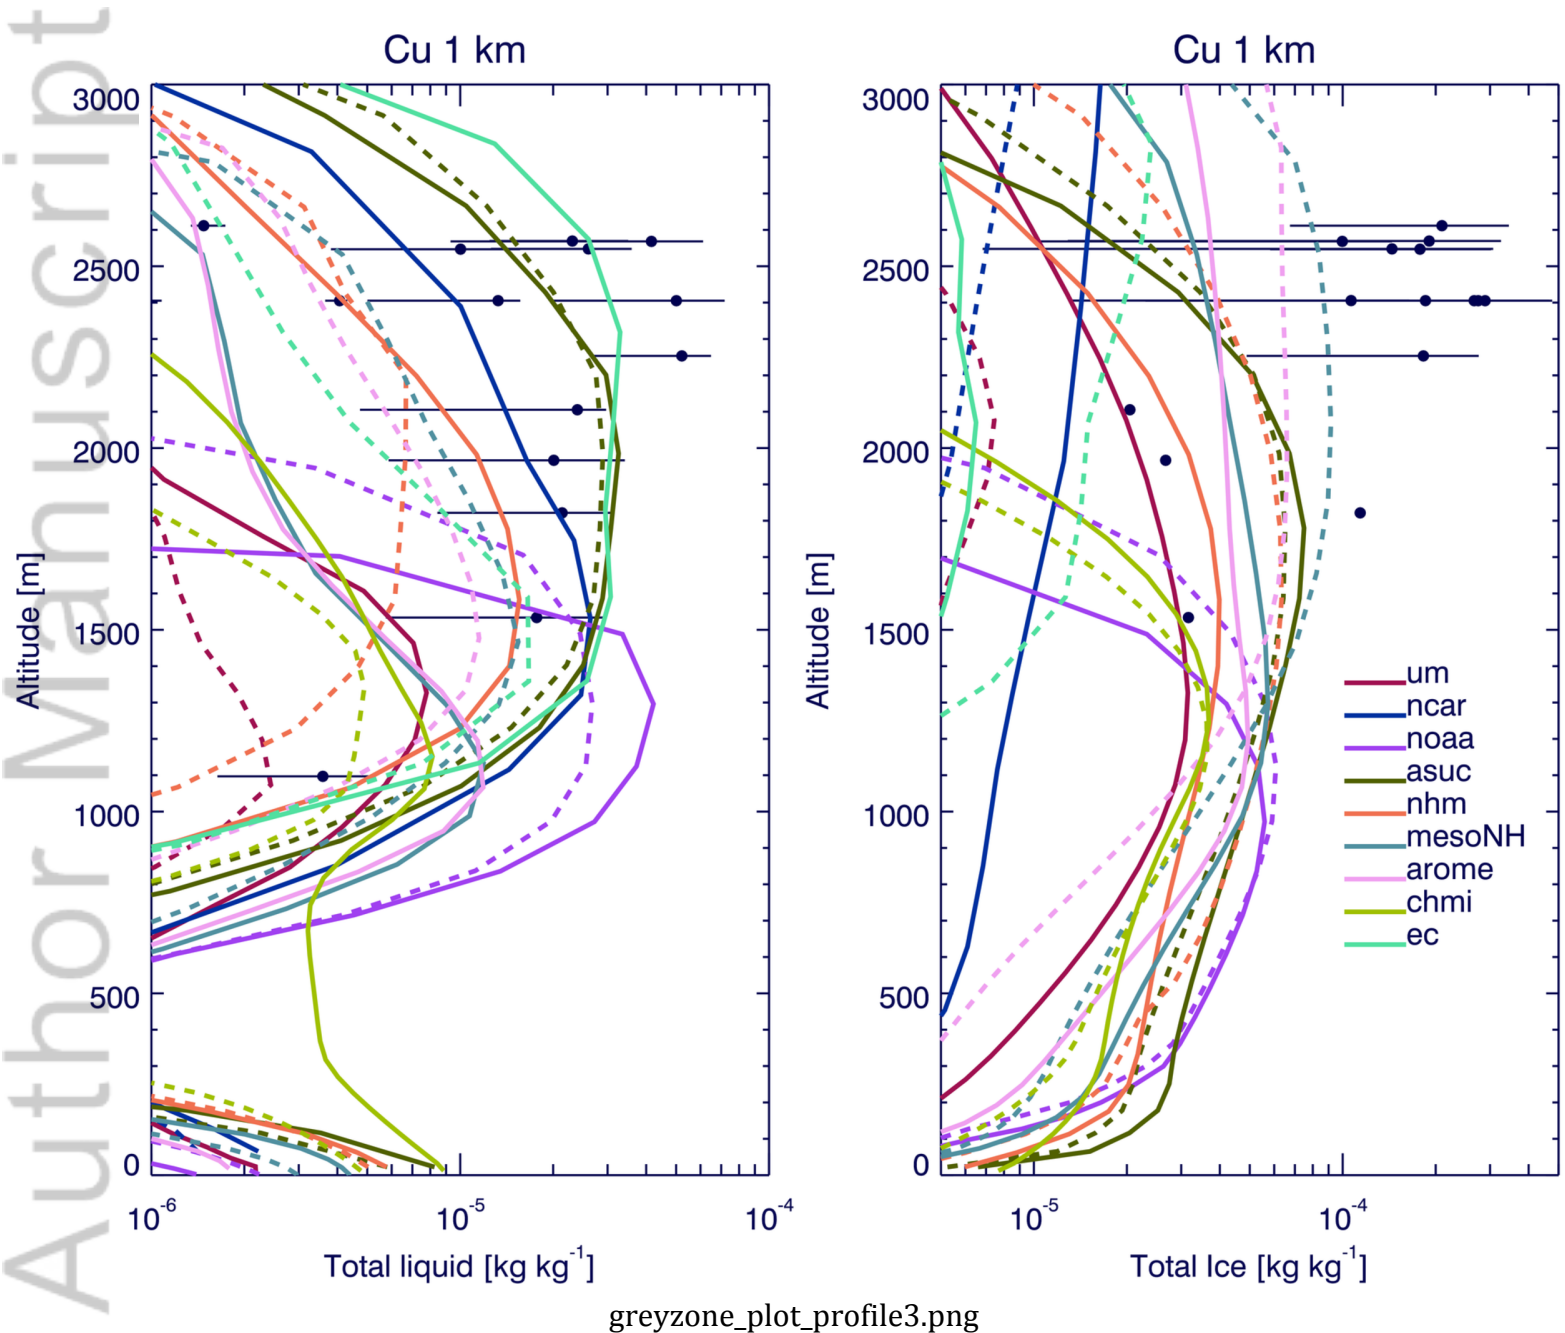 Author Manuscript
Cu 1 km
3000
2500
2000
1500
1000
500
0
Altitude [m]
10-6
10-5
10-4
Total liquid [kg kg-1]
Cu 1 km
3000
2500
2000
1500
1000
500
0
Altitude [m]
um
ncar
noaa
asuc
nhm
mesoNH
arome
chmi
ec
10-5
10-4
Total Ice [kg kg-1]
greyzone_plot_profile3.png